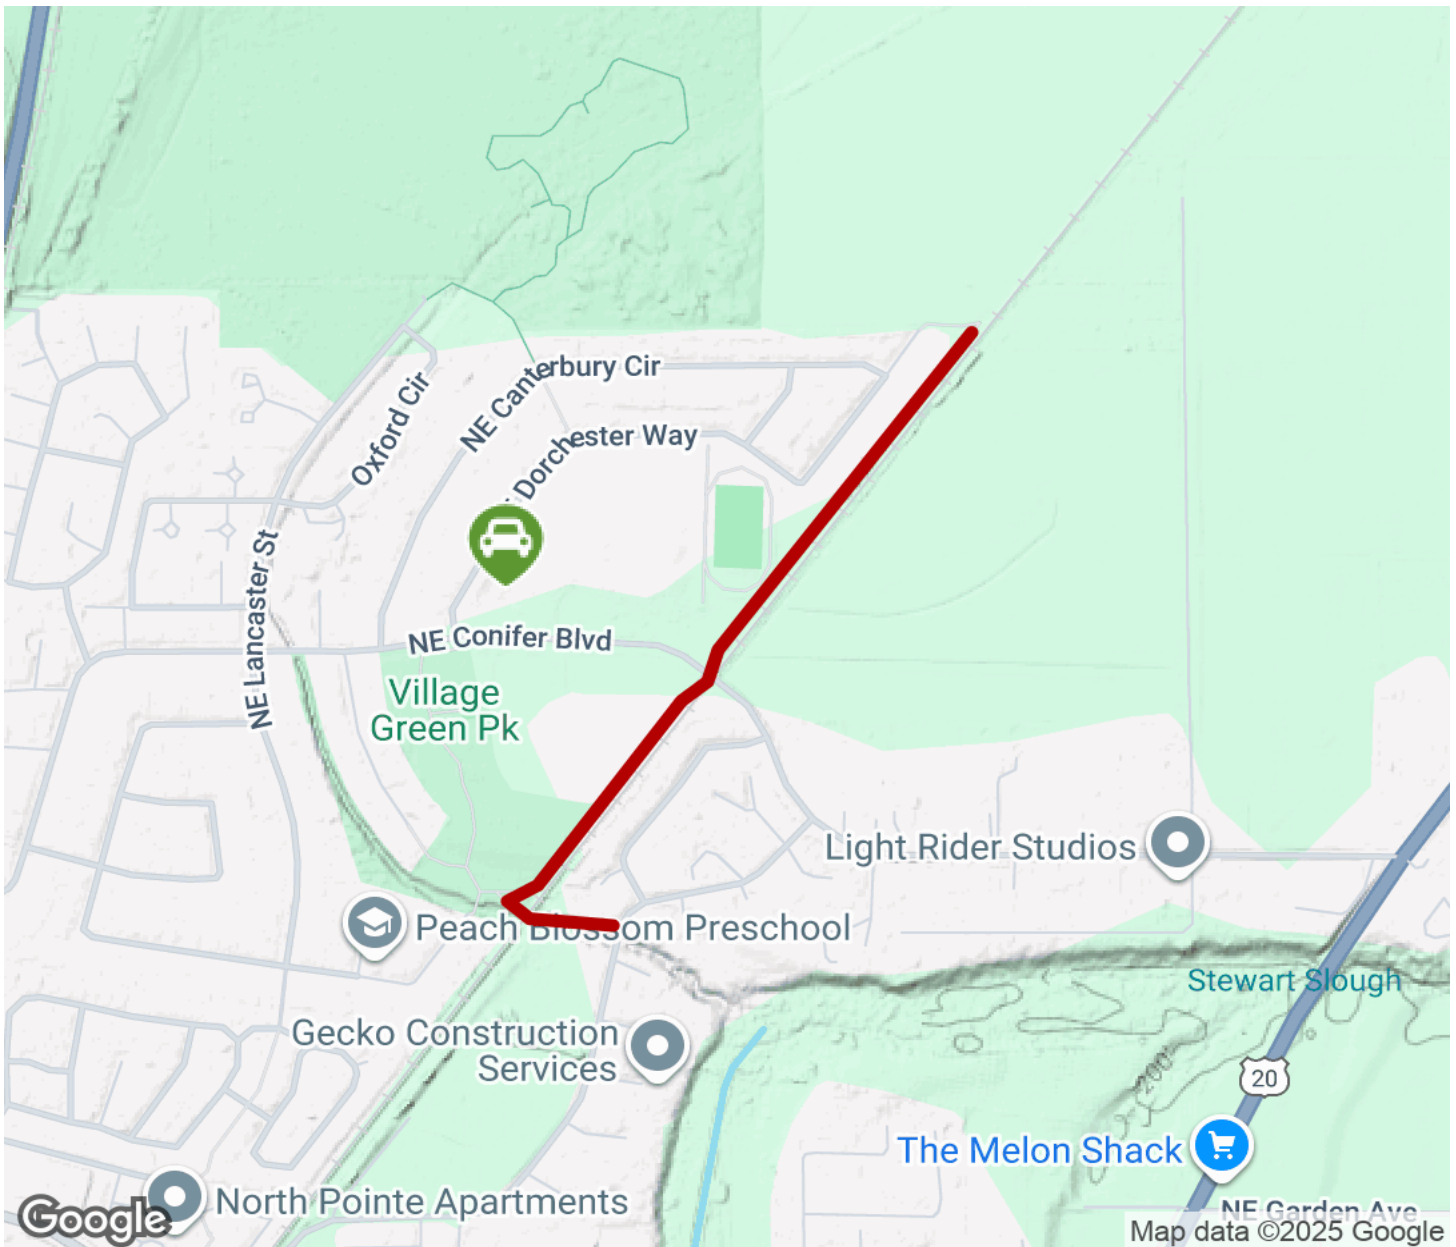 NE Canterbury Cir
Oxford Cir
Dorchester Way
NE Lancaster St
NE Conifer Blvd
Village
Green Pk
Light Rider Studios
Peach Blossom Preschool
Stewart Slough
Gecko Construction
Services
200
20
The Melon Shack
North Pointe Apartments
NE Garden Ave
Google
Map data ©2025 Google